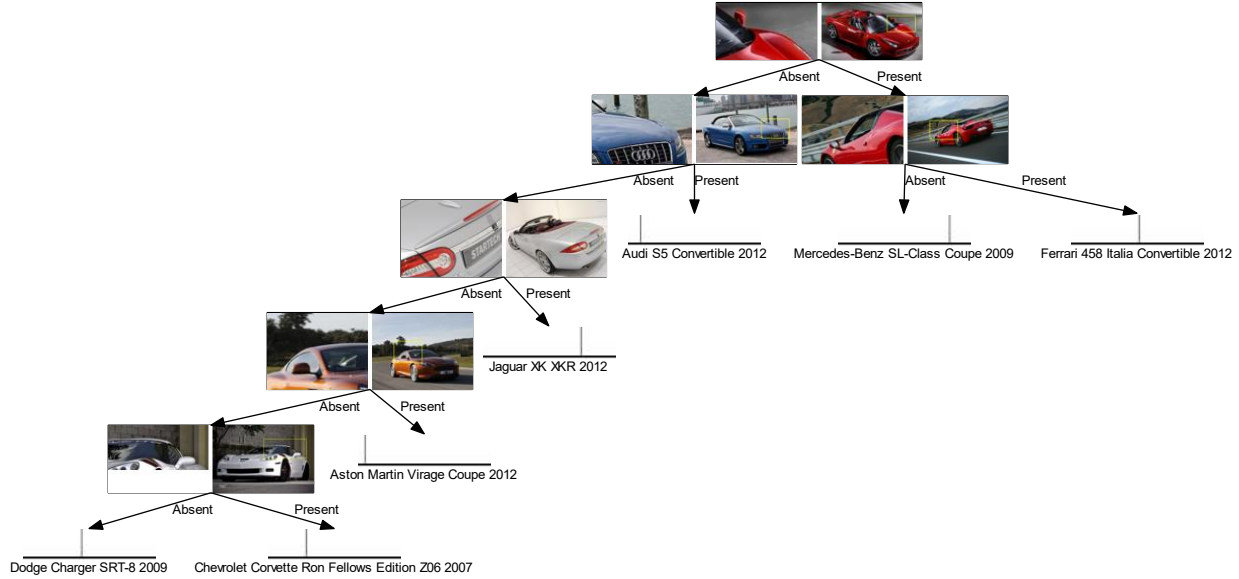 Absent
Present
Absent
Present
Absent
Present
STARTECH
Audi S5 Convertible 2012
Mercedes-Benz SL-Class Coupe 2009
Ferrari 458 Italia Convertible 2012
Absent
Present
Jaguar XK XKR 2012
Absent
Present
Aston Martin Virage Coupe 2012
Absent
Present
Dodge Charger SRT-8 2009
Chevrolet Corvette Ron Fellows Edition Z06 2007